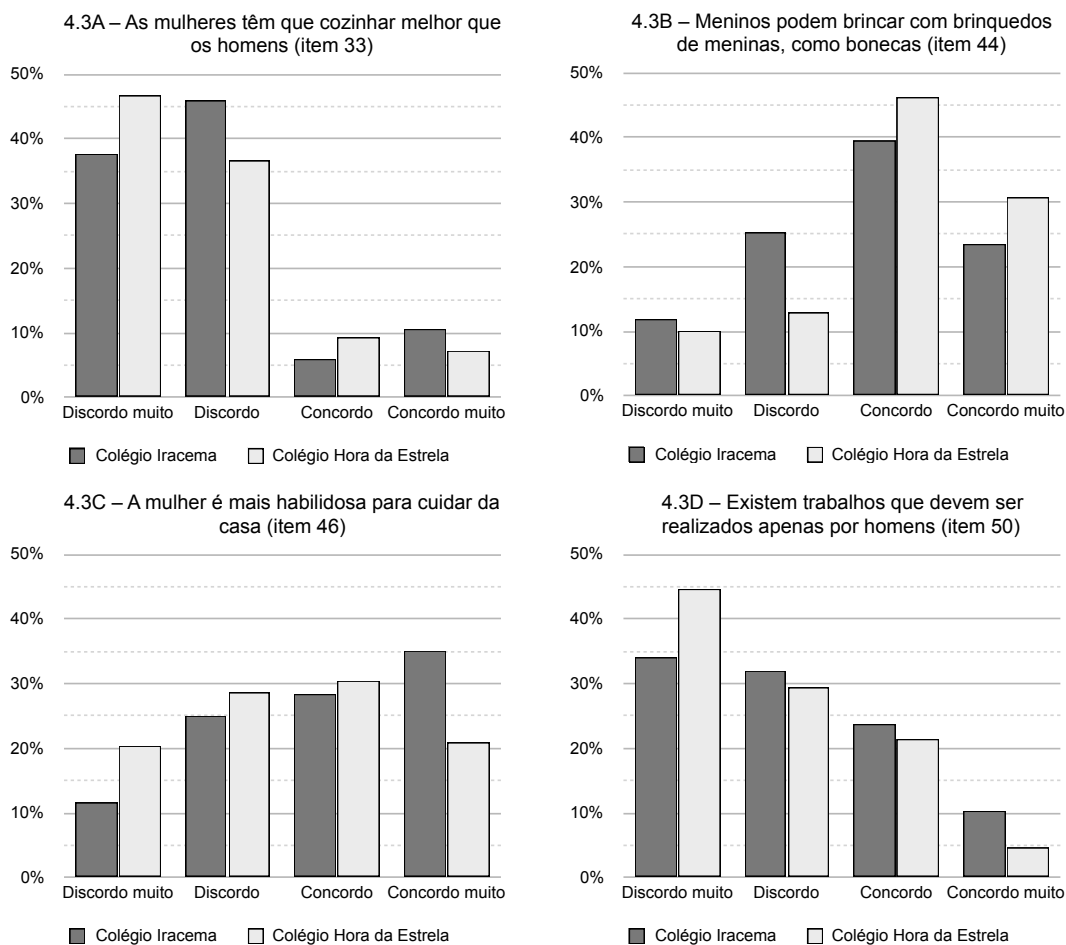 4.3A – As mulheres têm que cozinhar melhor que
os homens (item 33)
50%
40%
30%
20%
10%
0%
Discordo muito Discordo Concordo Concordo muito
Colégio Iracema Colégio Hora da Estrela
4.3B – Meninos podem brincar com brinquedos
de meninas, como bonecas (item 44)
50%
40%
30%
20%
10%
0%
Discordo muito Discordo Concordo Concordo muito
Colégio Iracema Colégio Hora da Estrela
4.3C – A mulher é mais habilidosa para cuidar da
casa (item 46)
50%
40%
30%
20%
10%
0%
Discordo muito Discordo Concordo Concordo muito
Colégio Iracema Colégio Hora da Estrela
4.3D – Existem trabalhos que devem ser
realizados apenas por homens (item 50)
50%
40%
30%
20%
10%
0%
Discordo muito Discordo Concordo Concordo muito
Colégio Iracema Colégio Hora da Estrela